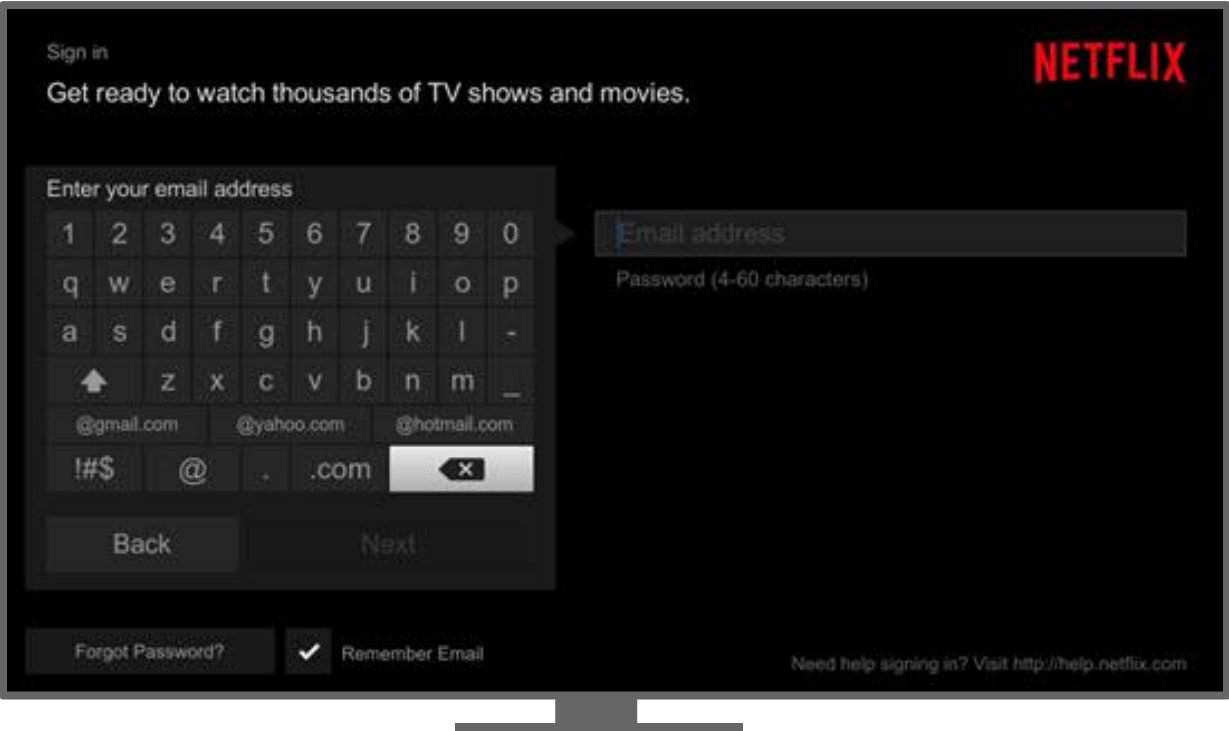 Sign in
NETFLIX
Get ready to watch thousands of TV shows and movies.
Enter your email address
1 2 3 4 5 6 7 8 9 0
Email address
q w e r t y u i o p
Password (4-60 characters)
a s d f g h j k l -
z x c v b n m _
@gmail.com @yahoo.com @hotmail.com
!#$ @ . .com
Back Next
Forgot Password? Remember Email
Need help signing in? Visit http://help.netflix.com